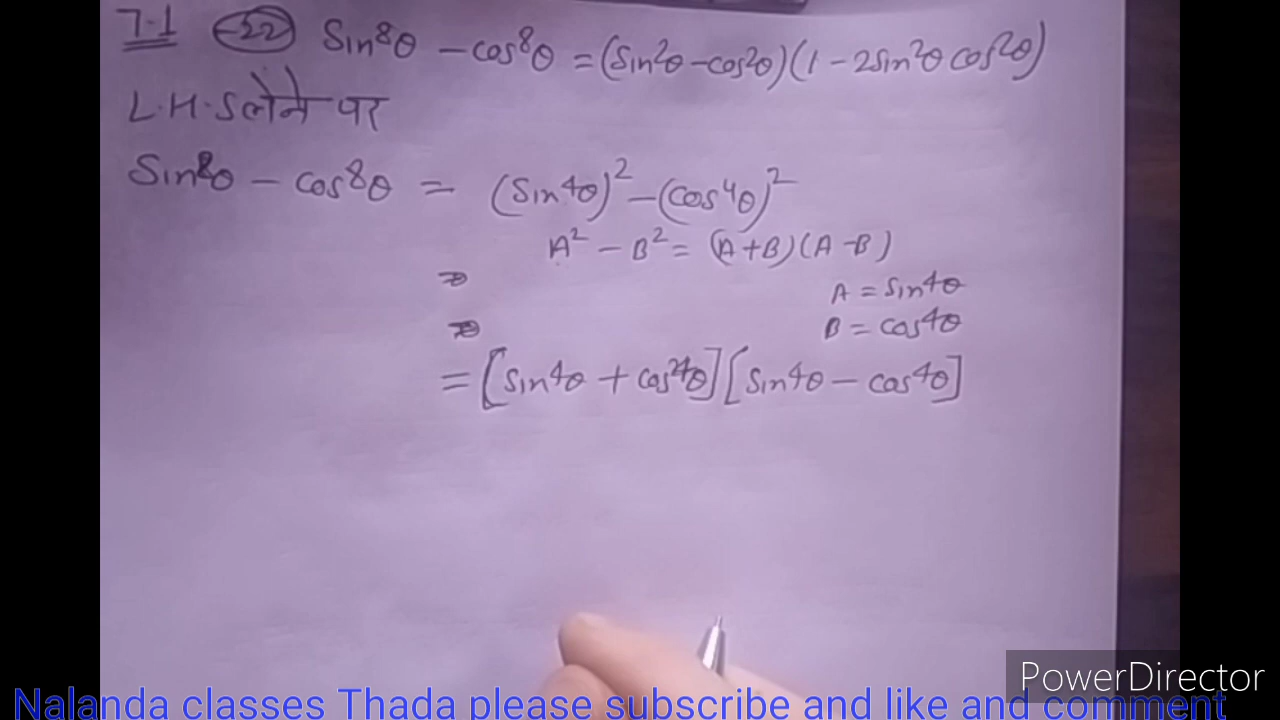 7.1 22 Sin⁸θ - cos⁸θ = (Sin²θ - cos²θ)(1 - 2Sin²θ cos²θ)
L.H.S लेने पर
Sin⁸θ - cos⁸θ = (Sin⁴θ)² - (cos⁴θ)²
A² - B² = (A+B)(A-B)
A = Sin⁴θ
B = cos⁴θ
= [Sin⁴θ + cos⁴θ][Sin⁴θ - cos⁴θ]
PowerDirector
Nalanda classes Thada please subscribe and like and comment